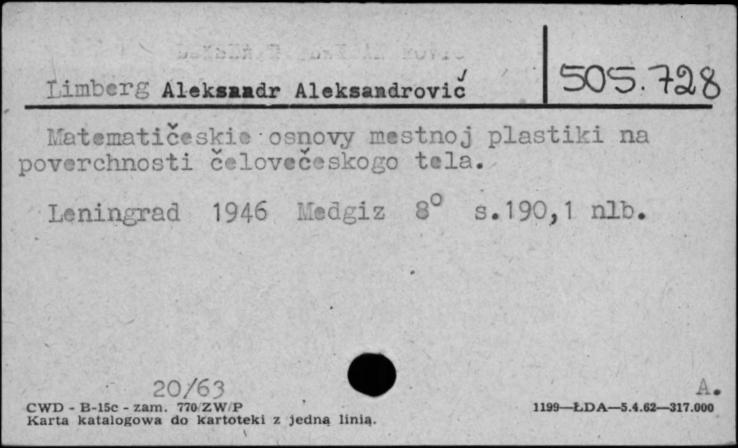 Limberg Aleksandr Aleksandrović 505.728
Matematičeskie osnovy mestnoj plastiki na
poverchnosti čelovečeskogo tela.
Leningrad 1946 Medgiz 8° s.190,1 nlb.
20/63 A.
CWD - B-15c - zam. 770/ZW/P 1199—ŁDA—5.4.62—317.000
Karta katalogowa do kartoteki z jedną linią.